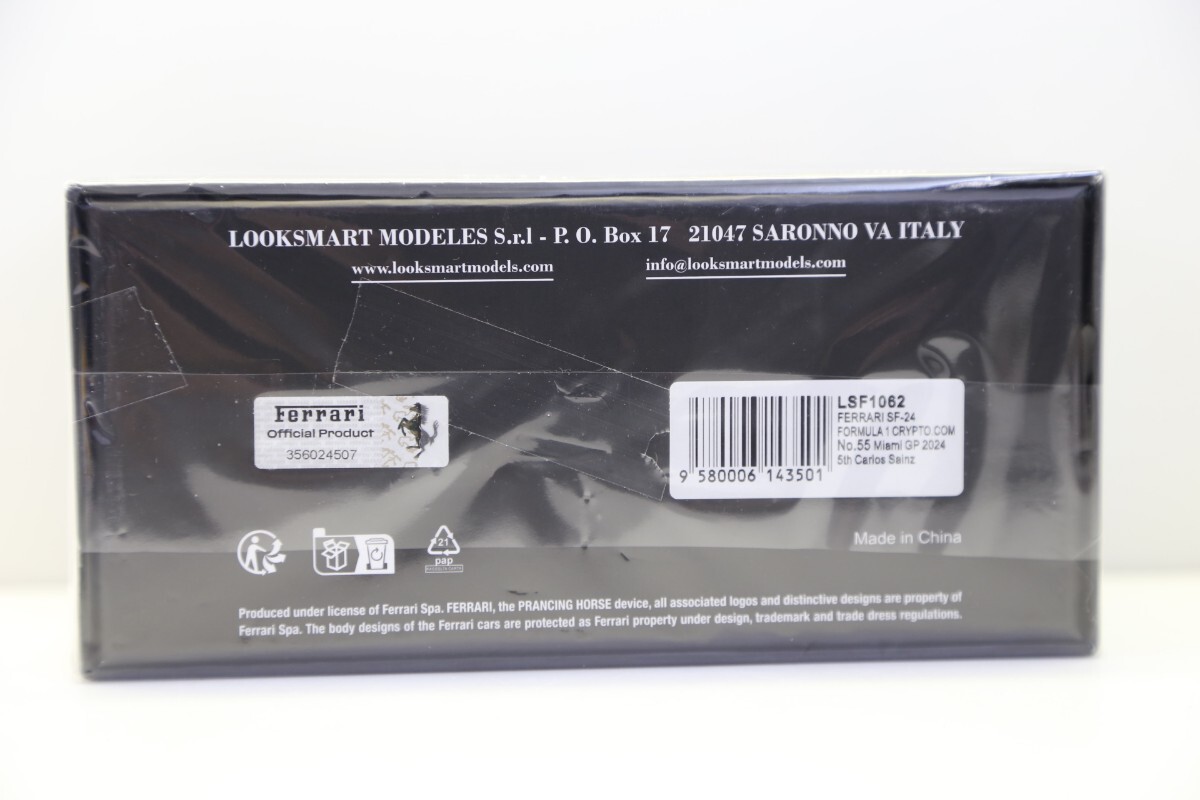 LOOKSMART MODELES S.r.l - P. O. Box 17 21047 SARONNO VA ITALY
www.looksmartmodels.com info@looksmartmodels.com
Ferrari
Official Product
356024507
LSF1062
FERRARI SF-24
FORMULA 1 CRYPTO.COM
No.55 Miami GP 2024
5th Carlos Sainz
9 580006 143501
21
pap
Made in China
Produced under license of Ferrari Spa. FERRARI, the PRANCING HORSE device, all associated logos and distinctive designs are property of
Ferrari Spa. The body designs of the Ferrari cars are protected as Ferrari property under design, trademark and trade dress regulations.